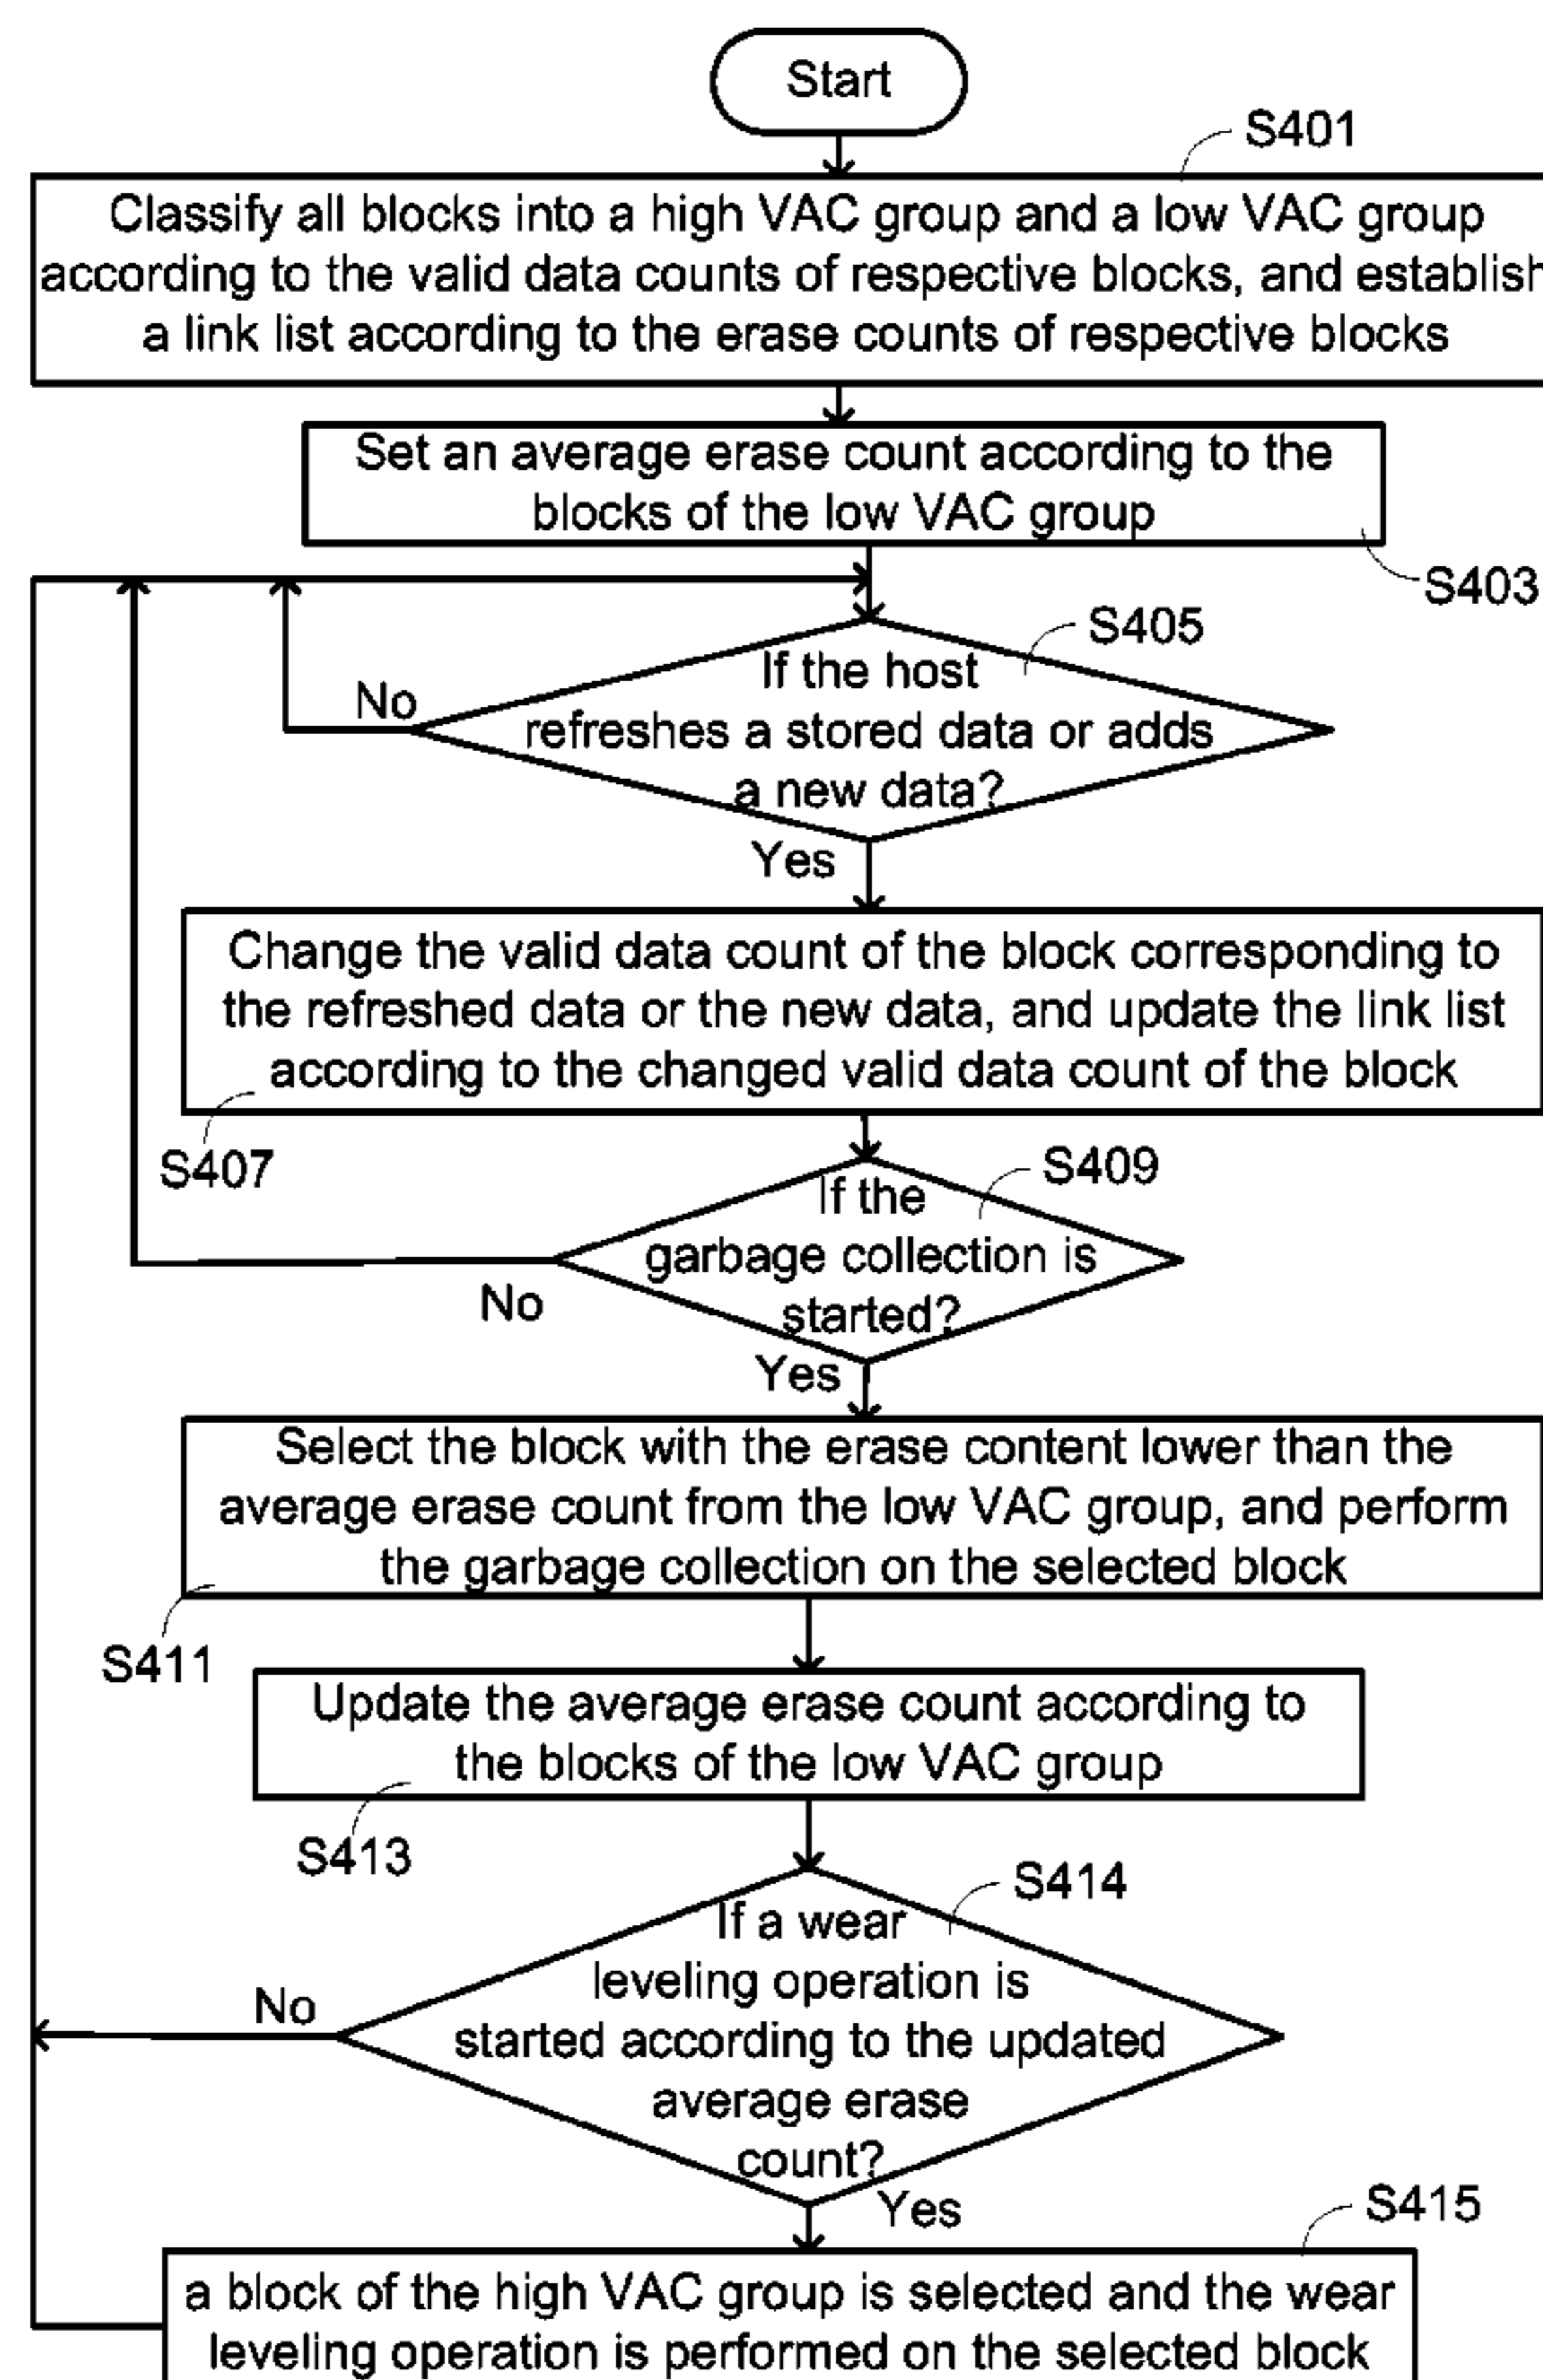 Start
S401
Classify all blocks into a high VAC group and a low VAC group
according to the valid data counts of respective blocks, and establish
a link list according to the erase counts of respective blocks
Set an average erase count according to the
blocks of the low VAC group
S403
S405
If the host
refreshes a stored data or adds
a new data?
No
Yes
Change the valid data count of the block corresponding to
the refreshed data or the new data, and update the link list
according to the changed valid data count of the block
S407
S409
If the
garbage collection is
started?
No
Yes
Select the block with the erase content lower than the
average erase count from the low VAC group, and perform
the garbage collection on the selected block
S411
Update the average erase count according to
the blocks of the low VAC group
S413
S414
If a wear
leveling operation is
started according to the updated
average erase
count?
No
Yes
S415
a block of the high VAC group is selected and the wear
leveling operation is performed on the selected block